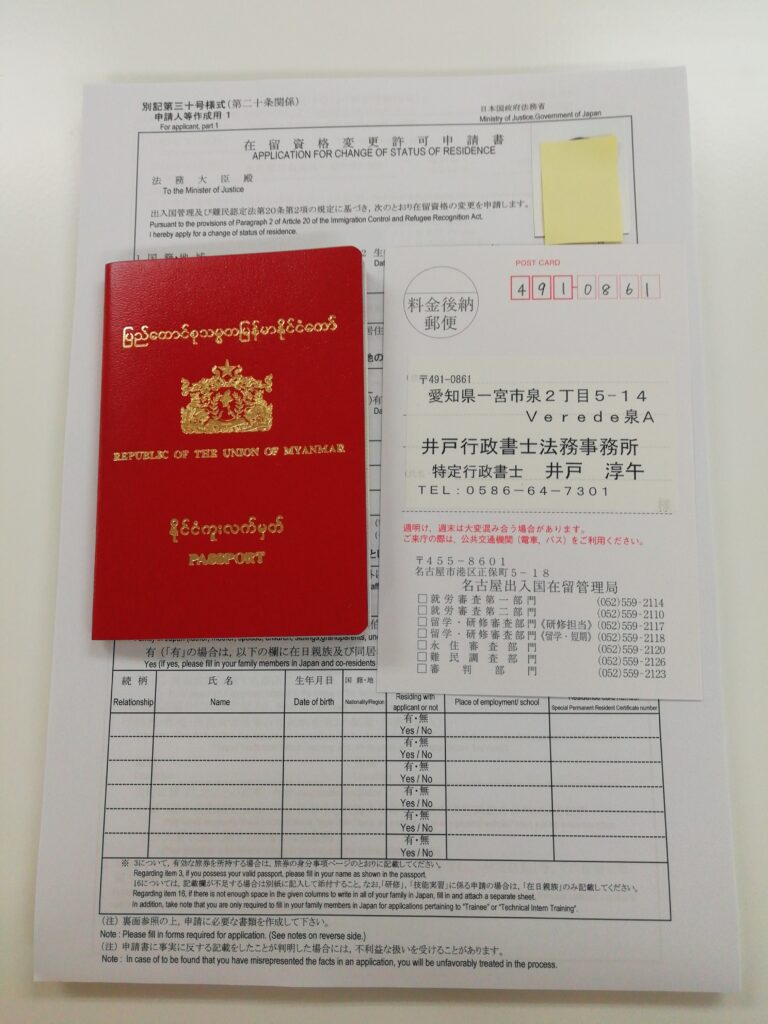 別記第三十号様式(第二十条関係)
申請人等作成用 1
For applicant, part 1
日本国政府法務省
Ministry of Justice,Government of Japan
在留資格変更許可申請書
APPLICATION FOR CHANGE OF STATUS OF RESIDENCE
法務大臣殿
To the Minister of Justice
出入国管理及び難民認定法第20条第2項の規定に基づき,次のとおり在留資格の変更を申請します。
Pursuant to the provisions of Paragraph 2 of Article 20 of the Immigration Control and Refugee Recognition Act,
I hereby apply for a change of status of residence.
ပြည်ထောင်စုသမ္မတမြန်မာနိုင်ငံတော်
REPUBLIC OF THE UNION OF MYANMAR
နိုင်ငံကူးလက်မှတ်
PASSPORT
POST CARD
料金後納
郵便
491-0861
〒491-0861
愛知県一宮市泉2丁目5-14
Verede泉A
井戸行政書士法務事務所
特定行政書士 井戸 淳午
TEL:0586-64-7301
週明け、週末は大変混み合う場合があります。
ご来庁の際は、公共交通機関(電車、バス)をご利用ください。
〒455-8601
名古屋市港区正保町5-18
名古屋出入国在留管理局
□就労審査第一部門 (052)559-2114
□就労審査第二部門 (052)559-2110
□留学・研修審査部門《研修担当》 (052)559-2117
□留学・研修審査部門《留学・短期》 (052)559-2118
□永住審査部門 (052)559-2120
□難民調査部門 (052)559-2126
□審判部門 (052)559-2123
有(「有」の場合は,以下の欄に在日親族及び同居
Yes (if yes, please fill in your family members in Japan and co-residents
続柄 氏名 生年月日 国籍・地
Relationship Name Date of birth Nationality/Region Residing with applicant or not Place of employment/ school Special Permanent Resident Certificate number
有・無
Yes / No
有・無
Yes / No
有・無
Yes / No
有・無
Yes / No
有・無
Yes / No
有・無
Yes / No
※ 3について,有効な旅券を所持する場合は,旅券の身分事項ページのとおりに記載してください。
Regarding item 3, if you possess your valid passport, please fill in your name as shown in the passport.
16については,記載欄が不足する場合は別紙に記入して添付すること。なお,「研修」,「技能実習」に係る申請の場合は,「在日親族」のみ記載してください。
Regarding item 16, if there is not enough space in the given columns to write in all of your family in Japan, fill in and attach a separate sheet.
In addition, take note that you are only required to fill in your family members in Japan for applications pertaining to "Trainee" or "Technical Intern Training".
(注) 裏面参照の上,申請に必要な書類を作成して下さい。
Note : Please fill in forms required for application. (See notes on reverse side.)
(注) 申請書に事実に反する記載をしたことが判明した場合には,不利益な扱いを受けることがあります。
Note : In case of to be found that you have misrepresented the facts in an application, you will be unfavorably treated in the process.